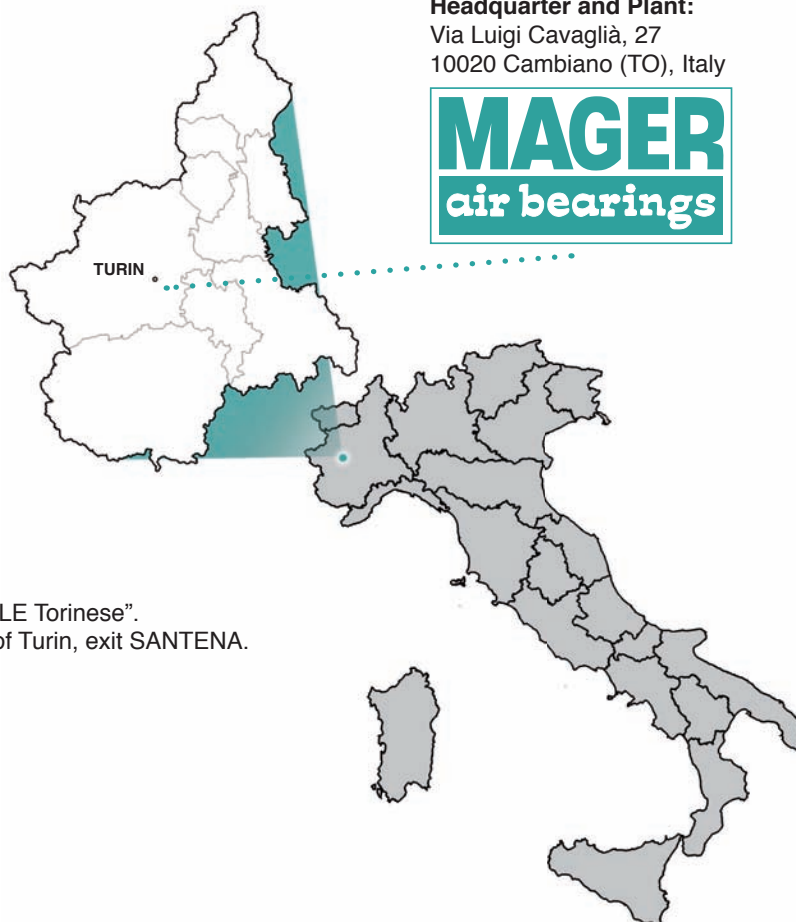 Headquarter and Plant:
Via Luigi Cavaglià, 27
10020 Cambiano (TO), Italy
MAGER
air bearings
TURIN
LE Torinese”.
of Turin, exit SANTENA.